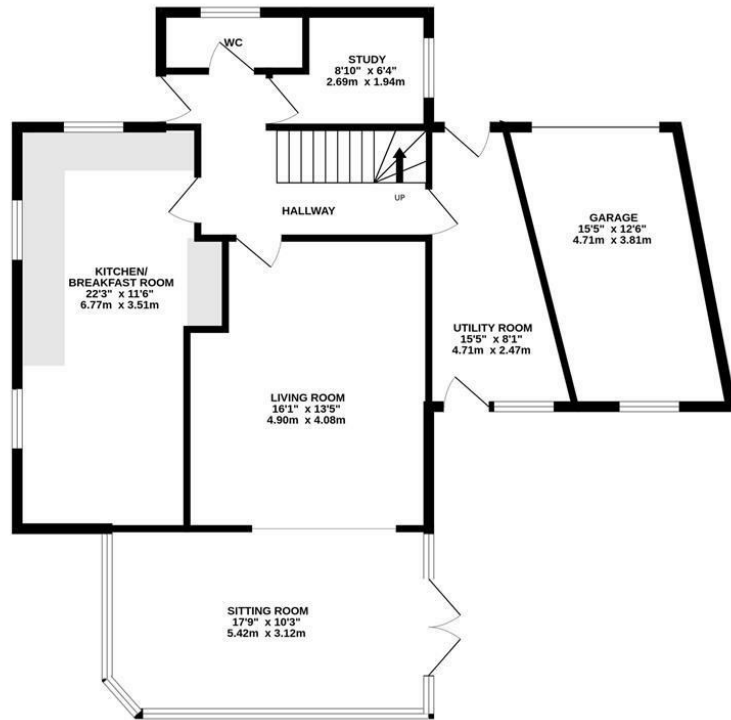 WC
STUDY
8'10" x 6'4"
2.69m x 1.94m
UP
HALLWAY
GARAGE
15'5" x 12'6"
4.71m x 3.81m
KITCHEN/
BREAKFAST ROOM
22'3" x 11'6"
6.77m x 3.51m
UTILITY ROOM
15'5" x 8'1"
4.71m x 2.47m
LIVING ROOM
16'1" x 13'5"
4.90m x 4.08m
SITTING ROOM
17'9" x 10'3"
5.42m x 3.12m